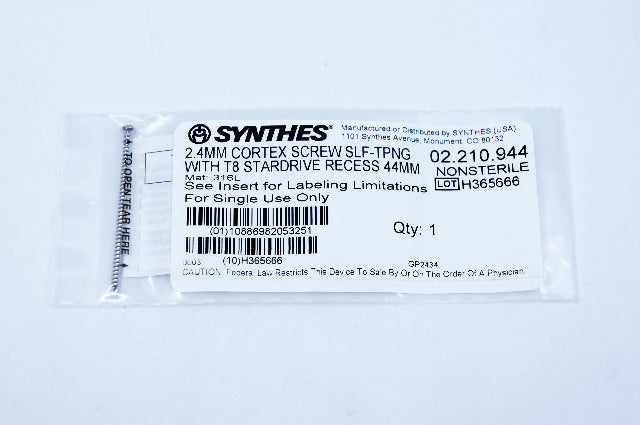 SYNTHES®
Manufactured or Distributed by SYNTHES (USA)
1101 Synthes Avenue, Monument, CO 80132
2.4MM CORTEX SCREW SLF-TPNG
WITH T8 STARDRIVE RECESS 44MM
02.210.944
NONSTERILE
Mat: 316L
LOT H365666
See Insert for Labeling Limitations
For Single Use Only
(01)10886982053251
Qty: 1
(10)H365666
0003
GP2434
CAUTION: Federal Law Restricts This Device To Sale By Or On The Order Of A Physician.
TO OPEN TEAR HERE